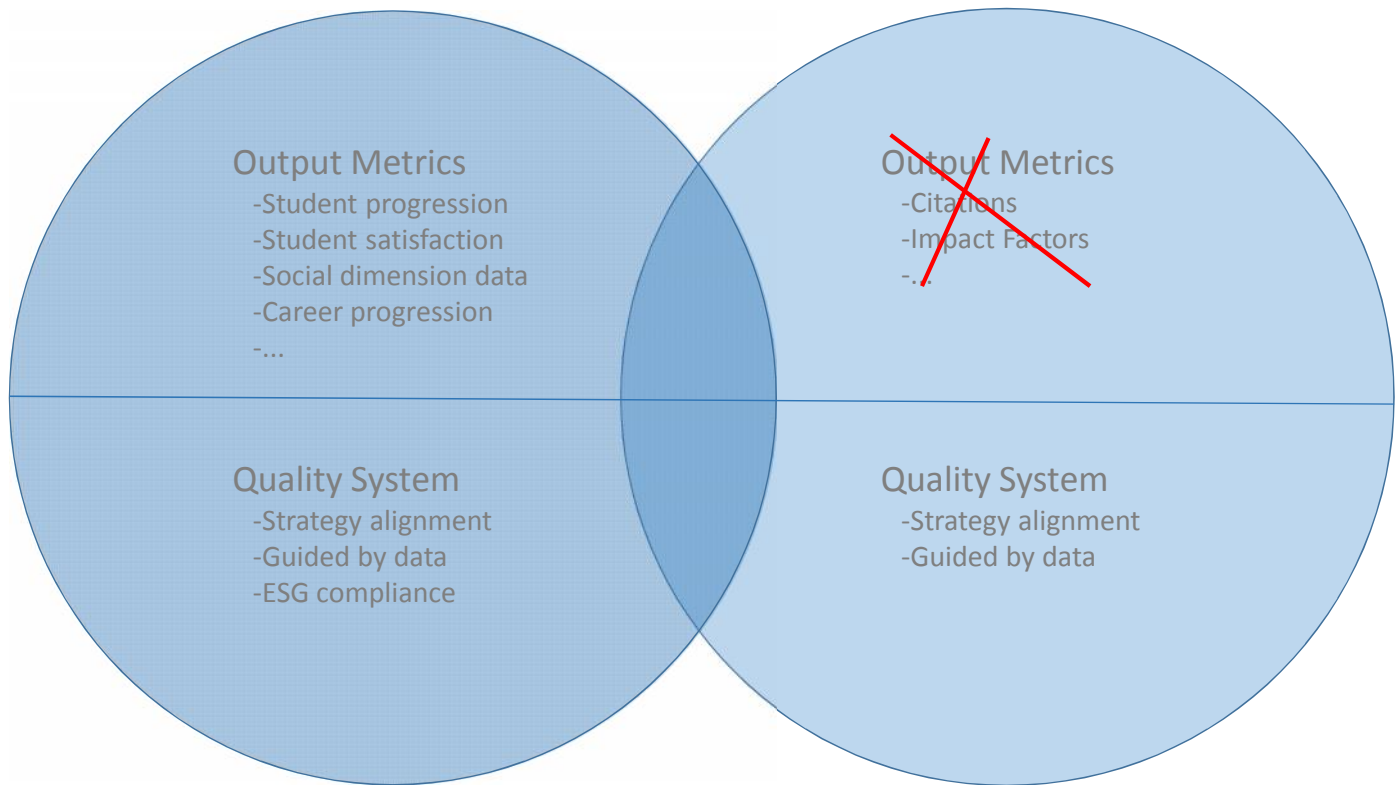 Output Metrics
-Student progression
-Student satisfaction
-Social dimension data
-Career progression
-...
Quality System
-Strategy alignment
-Guided by data
-ESG compliance
Output Metrics
-Citations
-Impact Factors
-...
Quality System
-Strategy alignment
-Guided by data